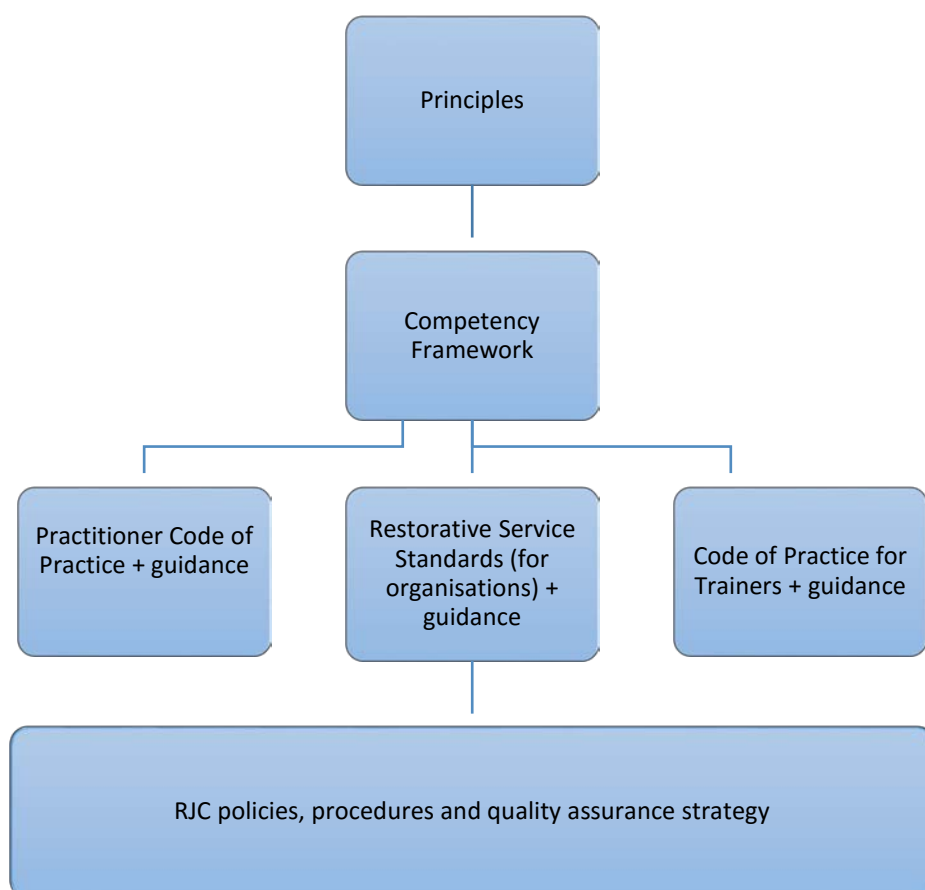 Principles
Competency
Framework
Practitioner Code of
Practice + guidance
Restorative Service
Standards (for
organisations) +
guidance
Code of Practice for
Trainers + guidance
RJC policies, procedures and quality assurance strategy